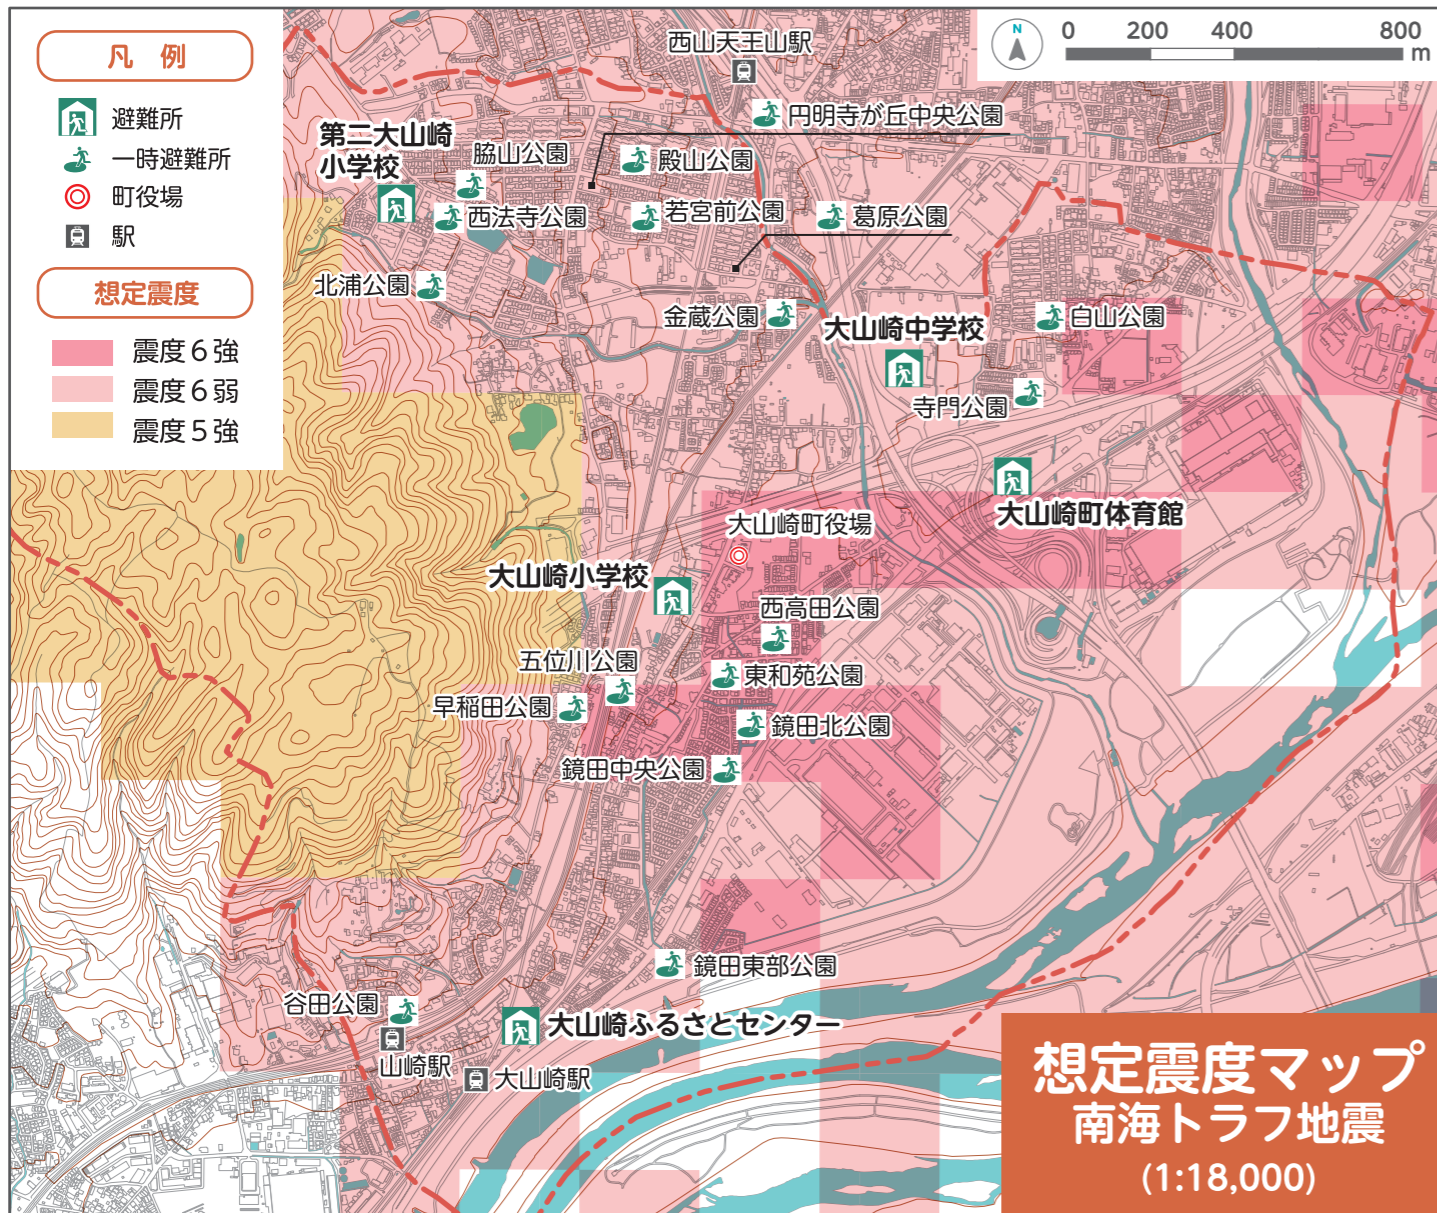 凡 例
避難所
一時避難所
町役場
駅
想定震度
震度６強
震度６弱
震度５強
N
0 200 400 800
m
西山天王山駅
円明寺が丘中央公園
第二大山崎
小学校
脇山公園
殿山公園
西法寺公園
若宮前公園
葛原公園
北浦公園
金蔵公園
大山崎中学校
白山公園
寺門公園
大山崎町体育館
大山崎町役場
大山崎小学校
西高田公園
五位川公園
東和苑公園
早稲田公園
鏡田北公園
鏡田中央公園
鏡田東部公園
谷田公園
大山崎ふるさとセンター
山崎駅
大山崎駅
想定震度マップ
南海トラフ地震
(1:18,000)